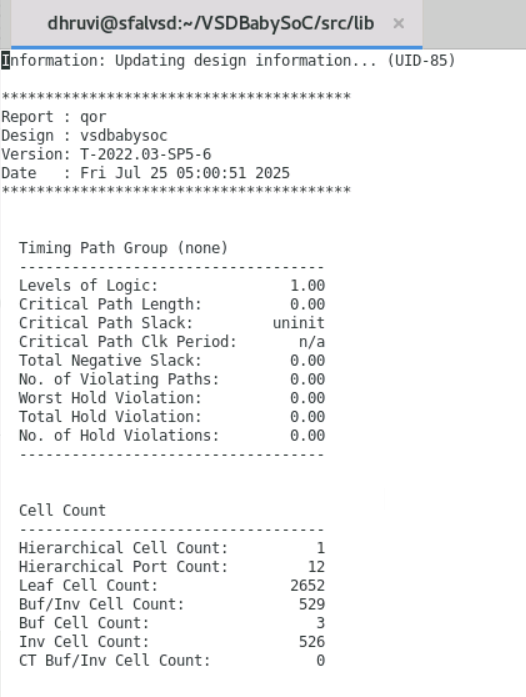 dhruvi@sfalvsd:~/VSDBabySoC/src/lib ×
Information: Updating design information... (UID-85)
****************************************
Report : qor
Design : vsdbabysoc
Version: T-2022.03-SP5-6
Date   : Fri Jul 25 05:00:51 2025
****************************************
Timing Path Group (none)
-----------------------------------
Levels of Logic:               1.00
Critical Path Length:          0.00
Critical Path Slack:         uninit
Critical Path Clk Period:       n/a
Total Negative Slack:          0.00
No. of Violating Paths:        0.00
Worst Hold Violation:          0.00
Total Hold Violation:          0.00
No. of Hold Violations:        0.00
-----------------------------------
Cell Count
-----------------------------------
Hierarchical Cell Count:          1
Hierarchical Port Count:         12
Leaf Cell Count:               2652
Buf/Inv Cell Count:             529
Buf Cell Count:                   3
Inv Cell Count:                 526
CT Buf/Inv Cell Count:            0